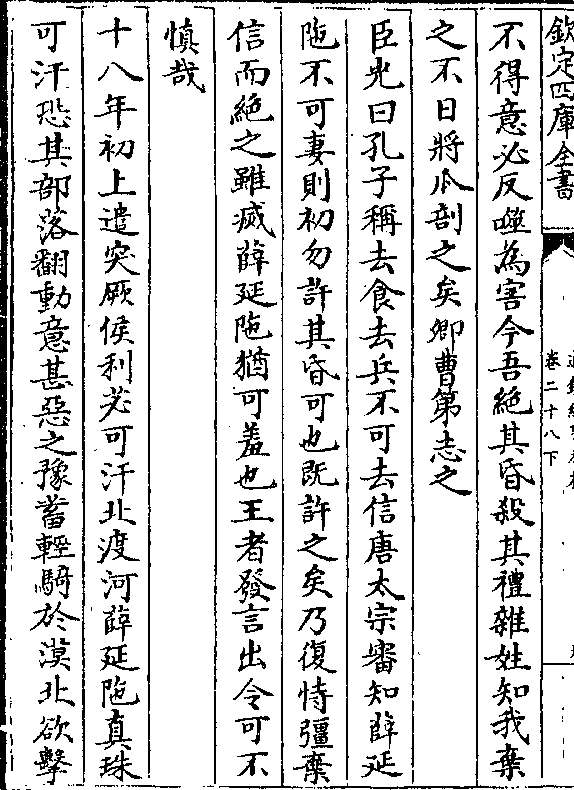 欽定四庫全書
卷二十八下
不得意必反噬為害今吾絶其昏殺其禮雜姓知我棄
之不日將瓜剖之矣卿曹第志之
臣光曰孔子稱去食去兵不可去信唐太宗審知薛延
陁不可妻則初勿許其昏可也既許之矣乃復恃彊棄
信而絶之雖滅薛延陁猶可羞也王者發言出令可不
慎哉
十八年初上遣突厥俟利苾可汗北渡河薛延陁真珠
可汗恐其部落翻動意甚惡之豫蓄輕騎於漠北欲擊